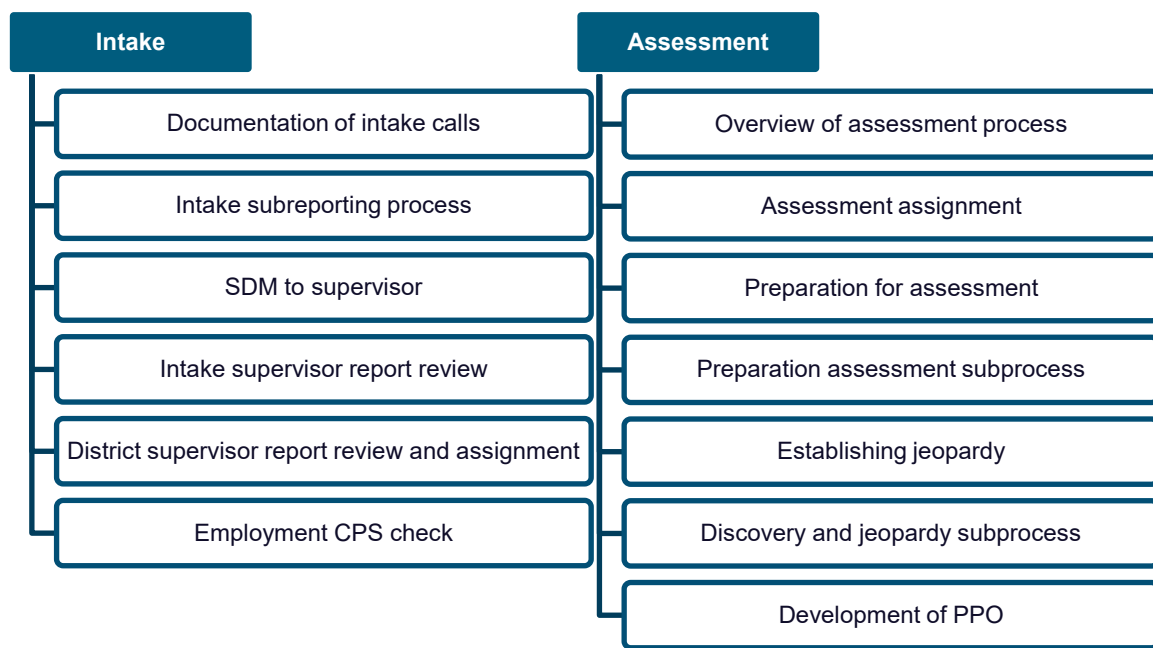 Intake
Documentation of intake calls
Intake subreporting process
SDM to supervisor
Intake supervisor report review
District supervisor report review and assignment
Employment CPS check
Assessment
Overview of assessment process
Assessment assignment
Preparation for assessment
Preparation assessment subprocess
Establishing jeopardy
Discovery and jeopardy subprocess
Development of PPO